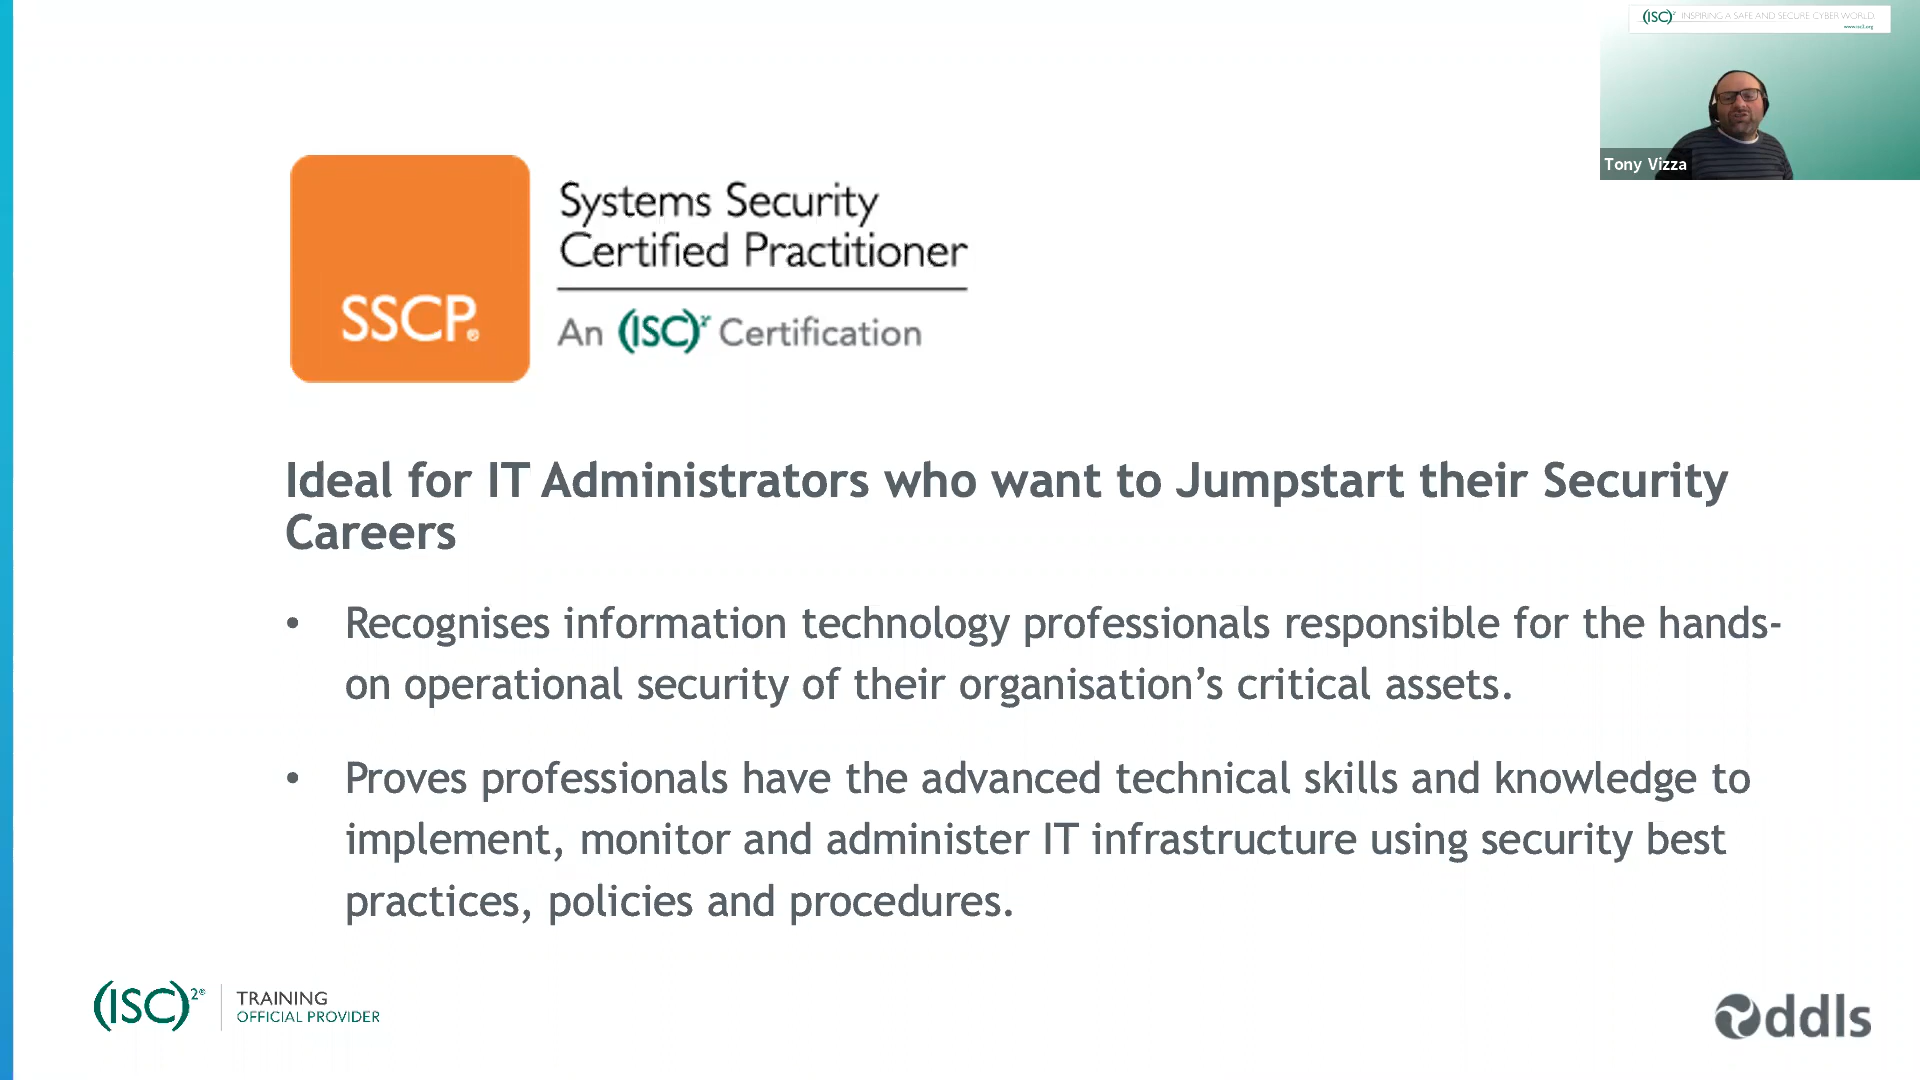 (ISC)² INSPIRING A SAFE AND SECURE CYBER WORLD.
www.isc2.org
Tony Vizza
SSCP®
Systems Security
Certified Practitioner
An (ISC)² Certification
Ideal for IT Administrators who want to Jumpstart their Security
Careers
• Recognises information technology professionals responsible for the hands-
on operational security of their organisation’s critical assets.
• Proves professionals have the advanced technical skills and knowledge to
implement, monitor and administer IT infrastructure using security best
practices, policies and procedures.
(ISC)²® TRAINING
OFFICIAL PROVIDER
ddls